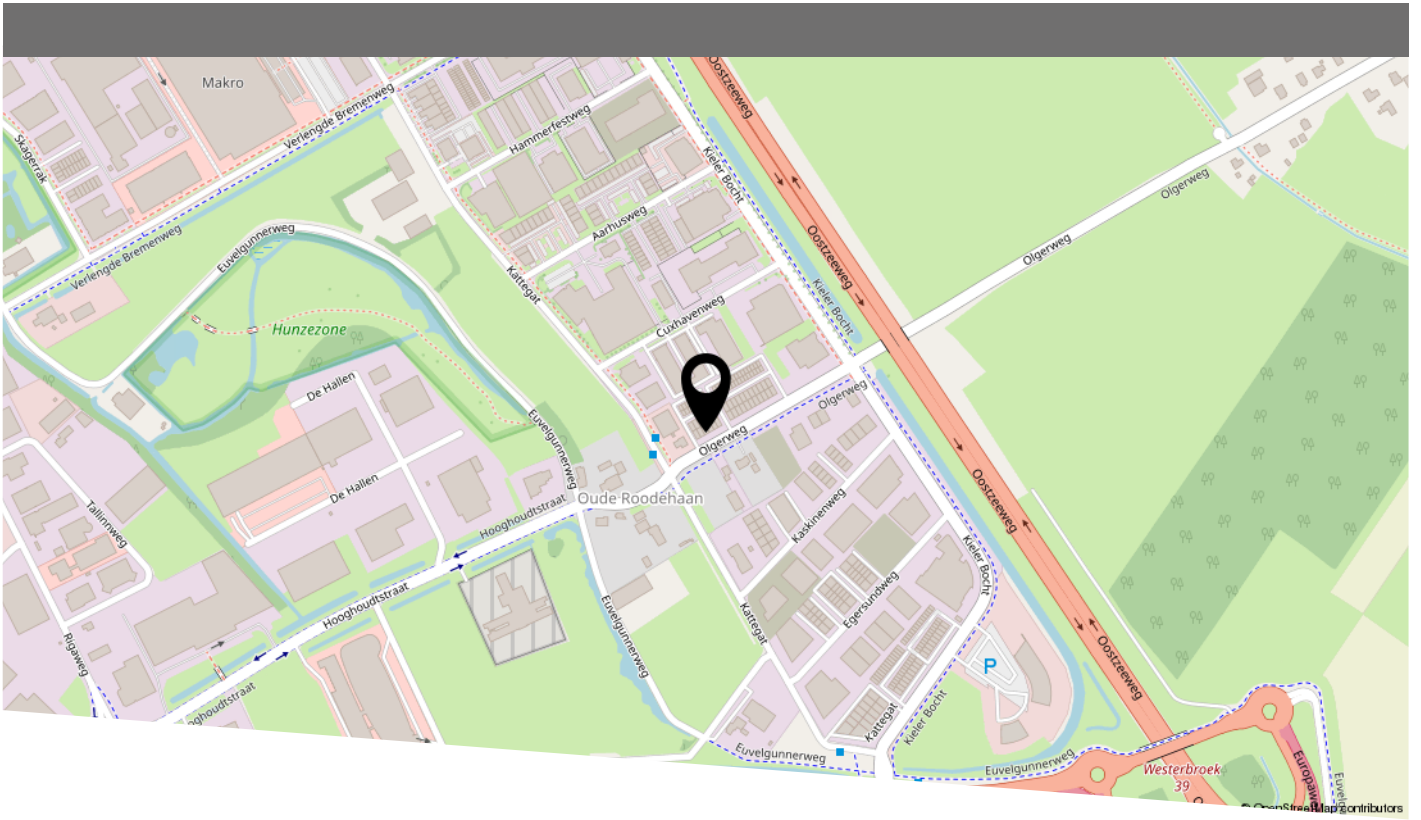 Oostzeeweg
Makro
Verlengde Bremenweg
Hammerfestweg
Skagerrak
Kieler Bocht
Olgerweg
Aarhusweg
Euvelgunnerweg
Verlengde Bremenweg
Oostzeeweg
Olgerweg
Kattegat
Kieler Bocht
Cuxhavenweg
Hunzezone
De Hallen
Olgerweg
Euvelgunnerweg
Olgerweg
De Hallen
Oude Roodehaan
Oostzeeweg
Hooghoudtstraat
Kaskinenweg
Tallinnweg
Kieler Bocht
Hooghoudtstraat
Egersundweg
Kattegat
Euvelgunnerweg
Rigaweg
Oostzeeweg
P
oghoudtstraat
Kattegat
Kieler Bocht
Euvelgunnerweg
Euvelgunnerweg
Westerbroek
39
Europawe
© OpenStreetMap contributors